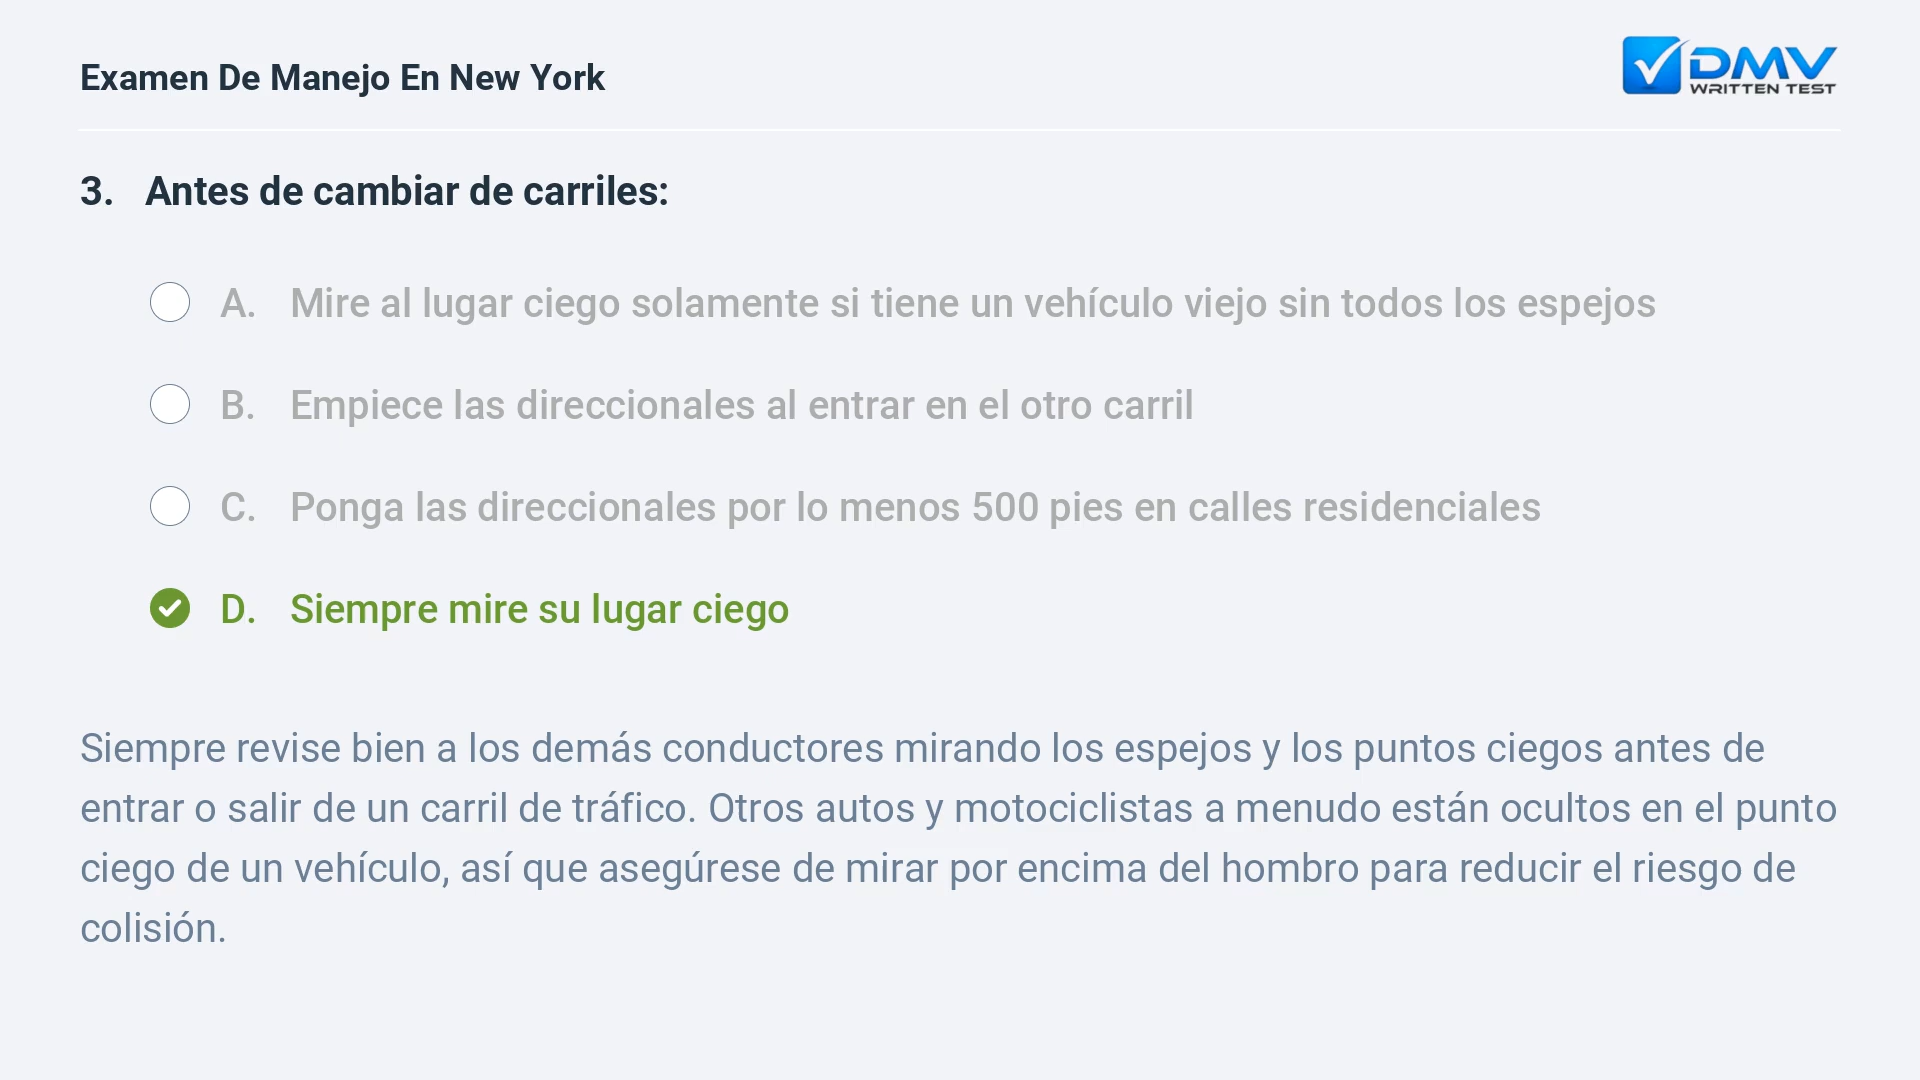 Examen De Manejo En New York
DMV
WRITTEN TEST
3. Antes de cambiar de carriles:
A. Mire al lugar ciego solamente si tiene un vehículo viejo sin todos los espejos
B. Empiece las direccionales al entrar en el otro carril
C. Ponga las direccionales por lo menos 500 pies en calles residenciales
D. Siempre mire su lugar ciego
Siempre revise bien a los demás conductores mirando los espejos y los puntos ciegos antes de
entrar o salir de un carril de tráfico. Otros autos y motociclistas a menudo están ocultos en el punto
ciego de un vehículo, así que asegúrese de mirar por encima del hombro para reducir el riesgo de
colisión.